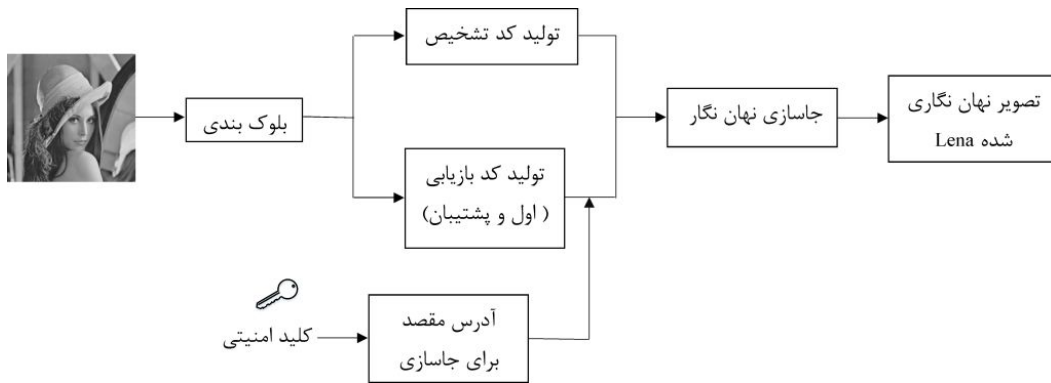 تولید کد تشخیص
بلوک بندی
تولید کد بازیابی
( اول و پشتیبان)
کلید امنیتی
آدرس مقصد
برای جاسازی
جاسازی نهان نگار
تصویر نهان نگاری
شده Lena